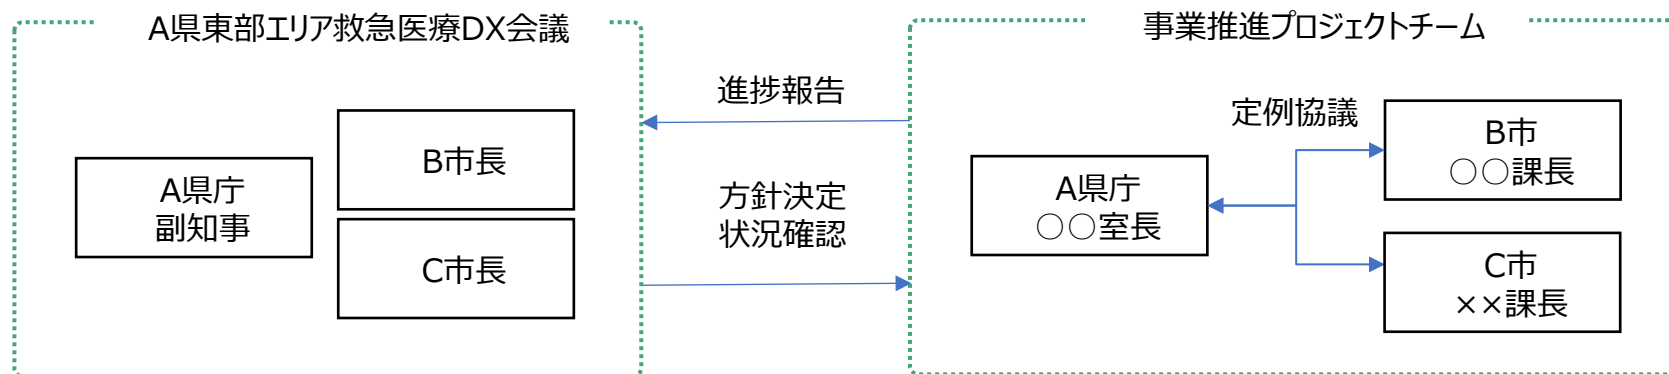 A県東部エリア救急医療DX会議
A県庁
副知事
B市長
C市長
進捗報告
方針決定
状況確認
事業推進プロジェクトチーム
A県庁
○○室長
定例協議
B市
○○課長
C市
××課長